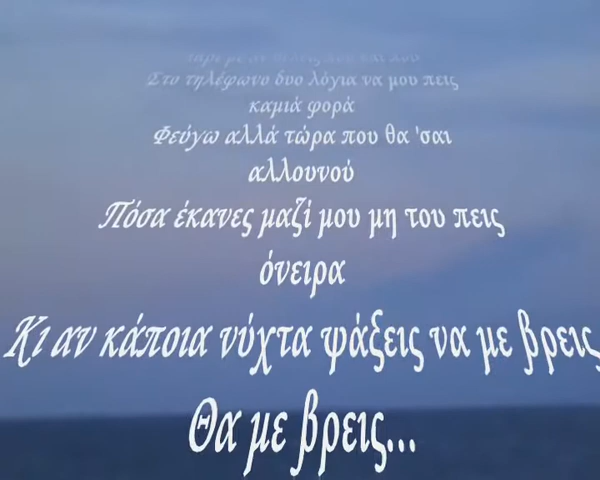 Στο τηλέφωνο δυο λόγια να μου πεις
καμιά φορά
Φεύγω αλλά τώρα που θα 'σαι
αλλουνού
Πόσα έκανες μαζί μου μη του πεις
όνειρα
Κι αν κάποια νύχτα ψάξεις να με βρεις
Θα με βρεις...